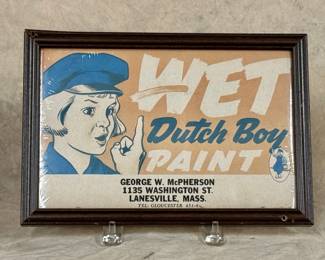 WET
Dutch Boy
PAINT
GEORGE W. McPHERSON
1135 WASHINGTON ST.
LANESVILLE, MASS.
TEL. GLOUCESTER